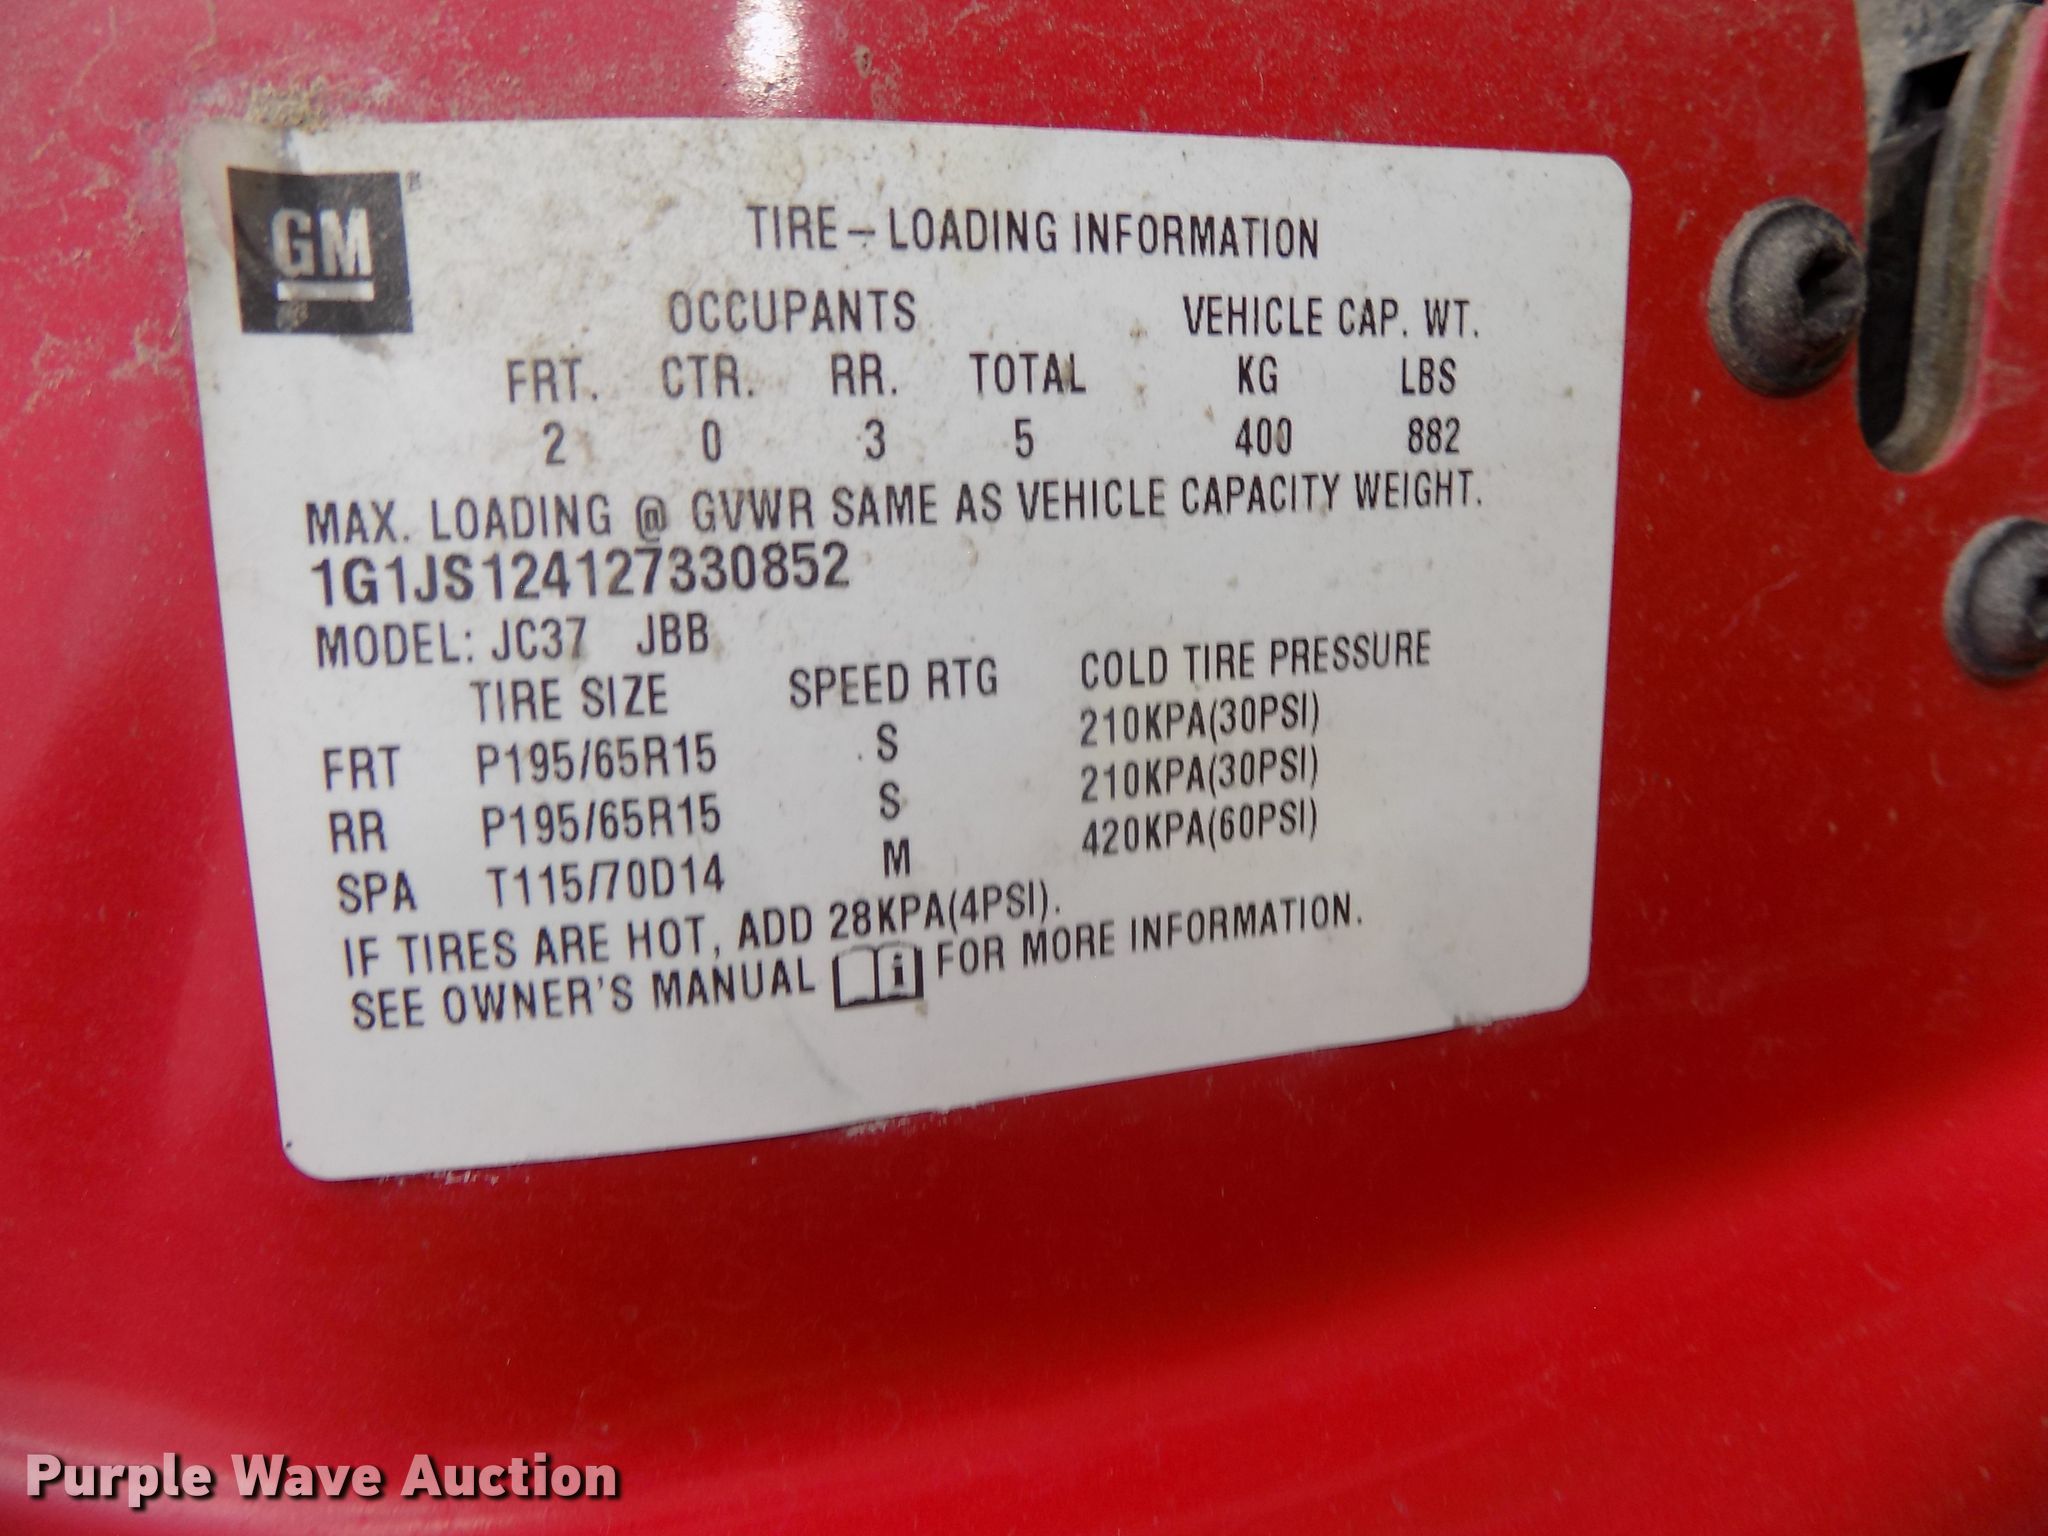 GM
TIRE – LOADING INFORMATION
OCCUPANTS VEHICLE CAP. WT.
FRT. CTR. RR. TOTAL KG LBS
2 0 3 5 400 882
MAX. LOADING @ GVWR SAME AS VEHICLE CAPACITY WEIGHT.
1G1JS124127330852
MODEL: JC37 JBB
TIRE SIZE SPEED RTG COLD TIRE PRESSURE
FRT P195/65R15 S 210KPA(30PSI)
RR P195/65R15 S 210KPA(30PSI)
SPA T115/70D14 M 420KPA(60PSI)
IF TIRES ARE HOT, ADD 28KPA(4PSI).
SEE OWNER'S MANUAL i FOR MORE INFORMATION.
Purple Wave Auction